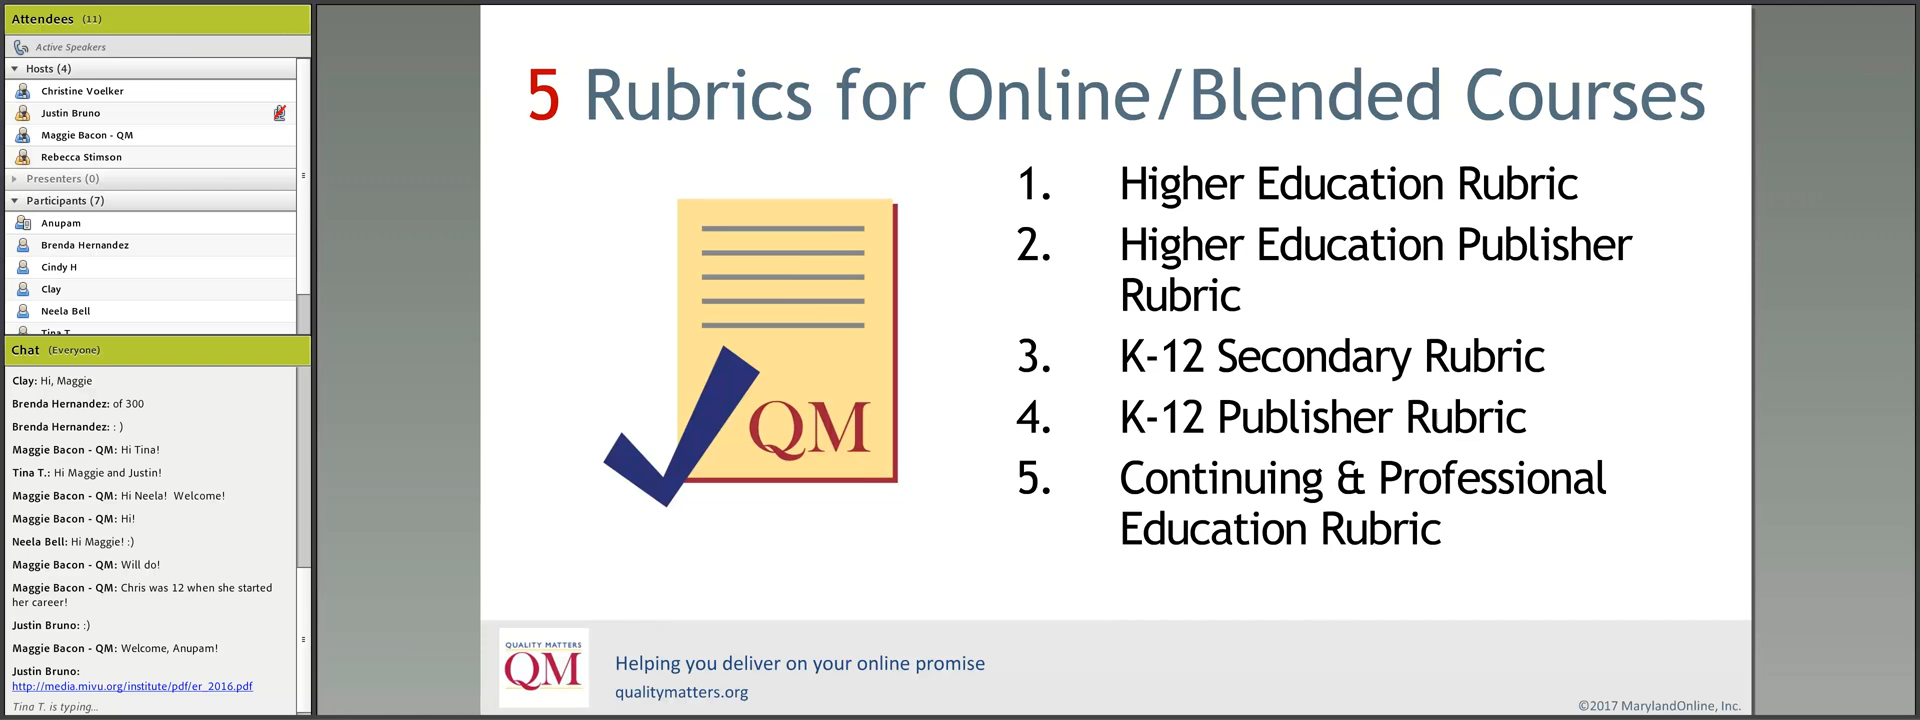 Attendees (11)
Active Speakers
Hosts (4)
Christine Voelker
Justin Bruno
Maggie Bacon - QM
Rebecca Stimson
Presenters (0)
Participants (7)
Anupam
Brenda Hernandez
Cindy H
Clay
Neela Bell
Tina T.
Chat (Everyone)
Clay: Hi, Maggie
Brenda Hernandez: of 300
Brenda Hernandez: : )
Maggie Bacon - QM: Hi Tina!
Tina T.: Hi Maggie and Justin!
Maggie Bacon - QM: Hi Neela! Welcome!
Maggie Bacon - QM: Hi!
Neela Bell: Hi Maggie! :)
Maggie Bacon - QM: Will do!
Maggie Bacon - QM: Chris was 12 when she started
her career!
Justin Bruno: :)
Maggie Bacon - QM: Welcome, Anupam!
Justin Bruno:
http://media.mivu.org/institute/pdf/er_2016.pdf
Tina T. is typing...
5 Rubrics for Online/Blended Courses
QM
1. Higher Education Rubric
2. Higher Education Publisher
Rubric
3. K-12 Secondary Rubric
4. K-12 Publisher Rubric
5. Continuing & Professional
Education Rubric
QUALITY MATTERS
QM
Helping you deliver on your online promise
qualitymatters.org
©2017 MarylandOnline, Inc.